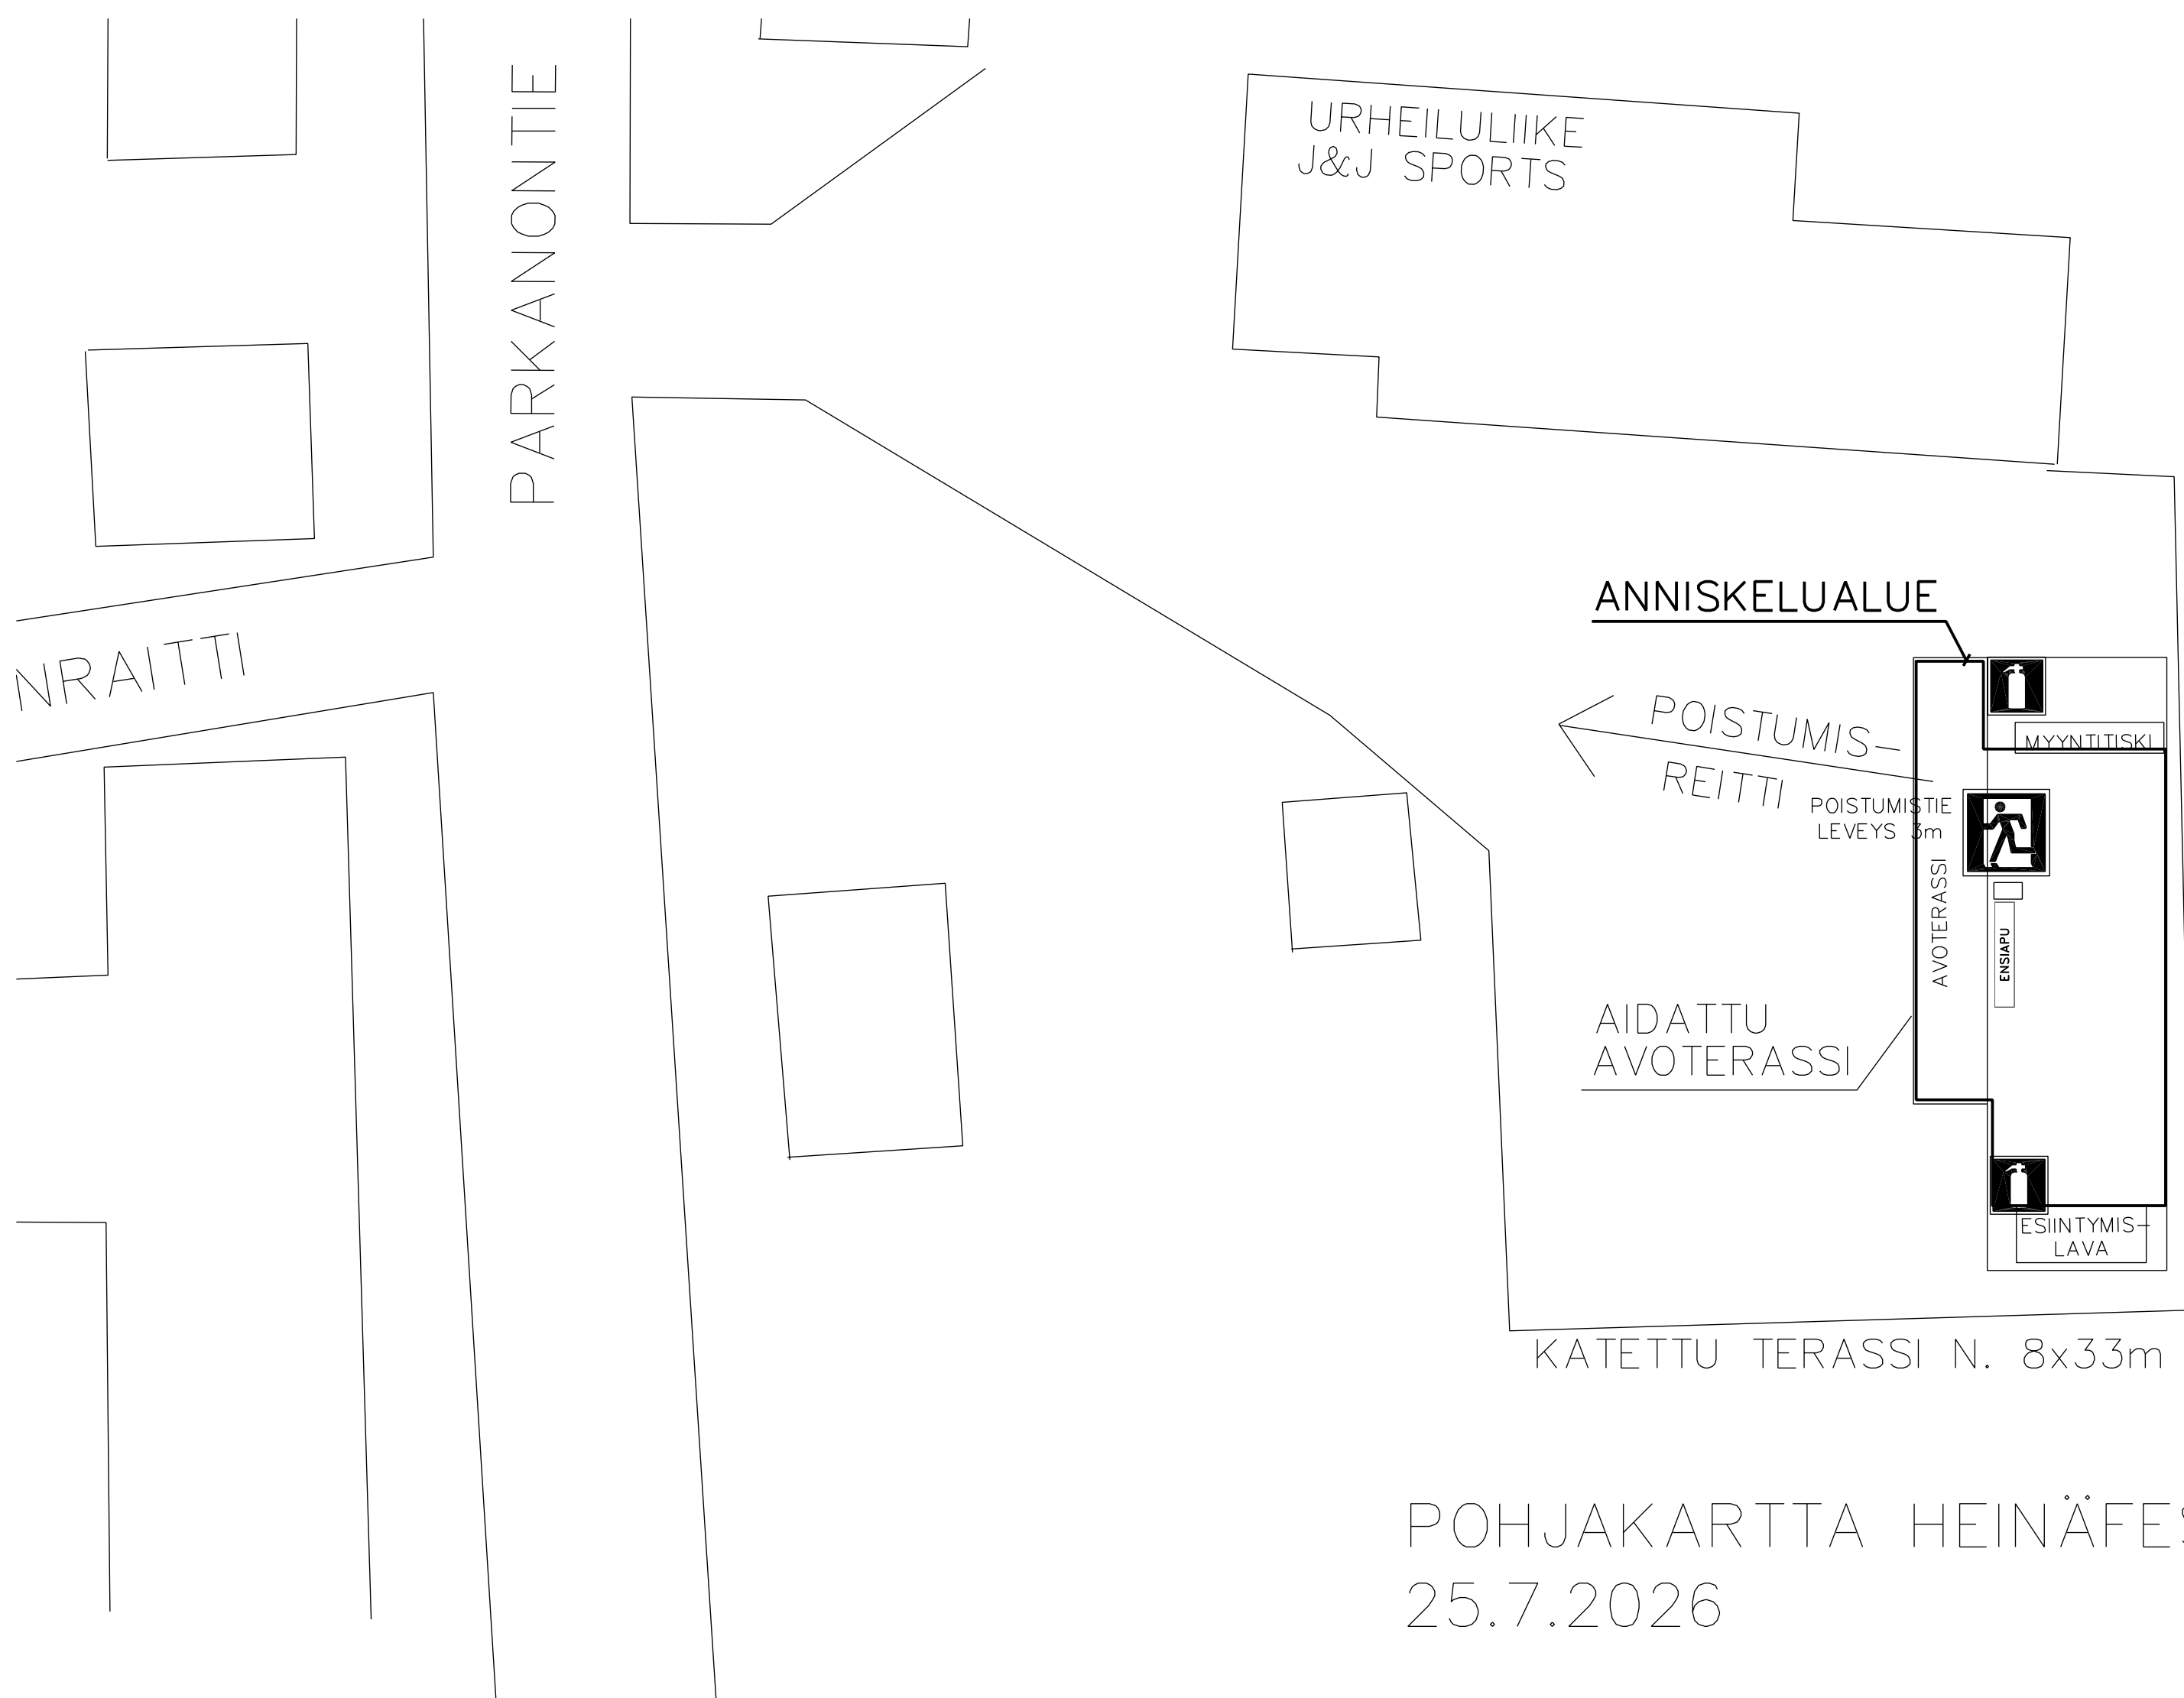 PARKANONTIE
URHEILULIIKE
J&J SPORTS
NRAITTI
ANNISKELUALUE
POISTUMIS-
REITTI
MYYNTITISKI
POISTUMISTIE
LEVEYS 3m
AVOTERASSI
ENSIAPU
AIDATTU
AVOTERASSI
ESIINTYMIS-
LAVA
KATETTU TERASSI N. 8x33m
POHJAKARTTA HEINÄFES
25.7.2026